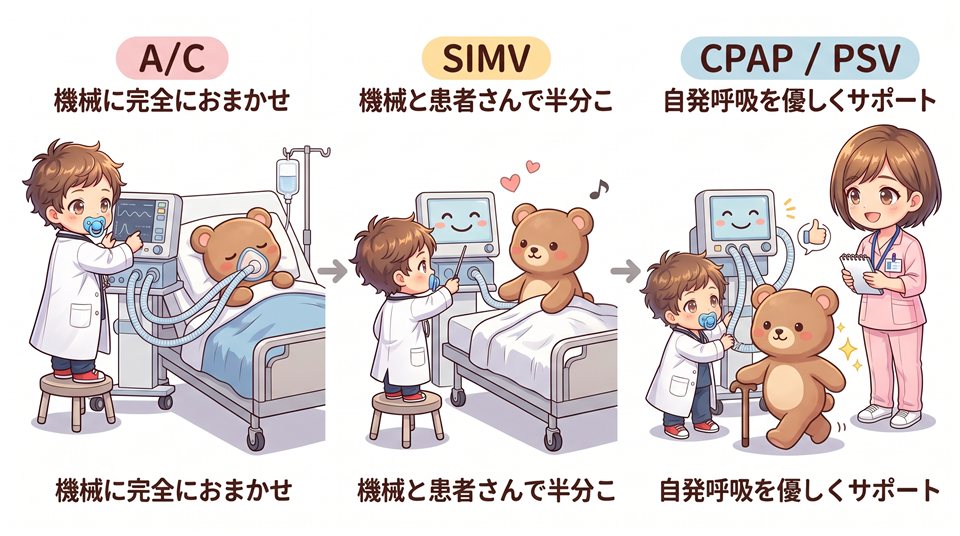 A/C
機械に完全におまかせ
SIMV
機械と患者さんで半分こ
CPAP / PSV
自発呼吸を優しくサポート
機械に完全におまかせ
機械と患者さんで半分こ
自発呼吸を優しくサポート